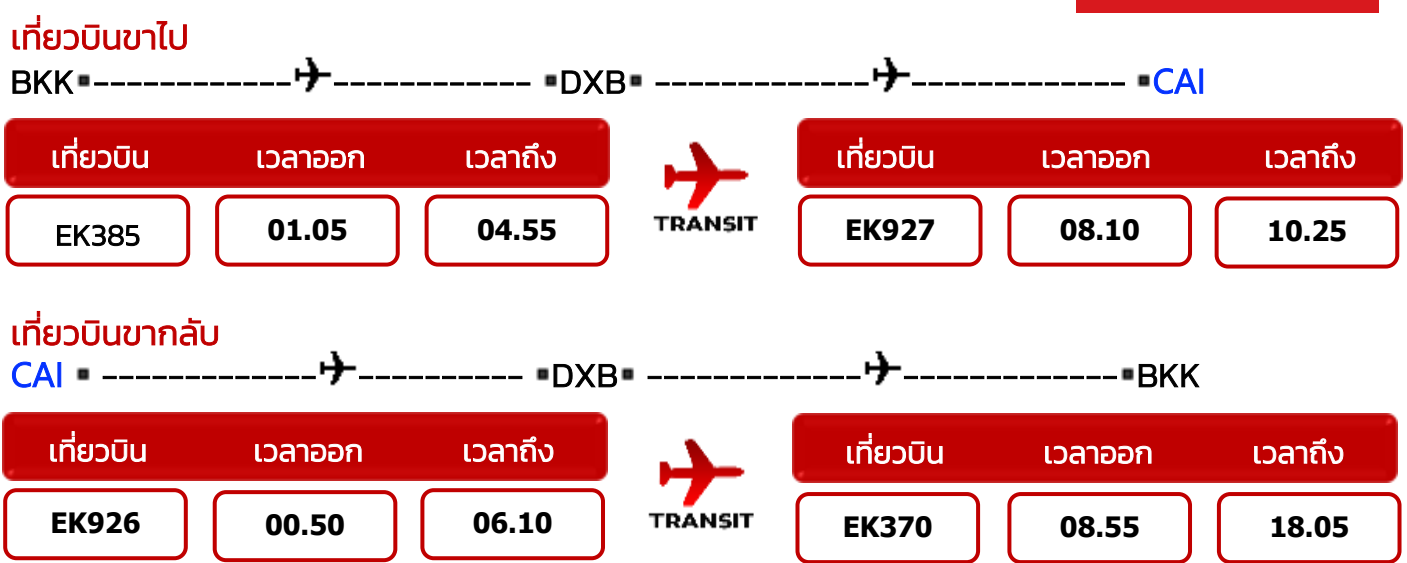 เที่ยวบินขาไป
BKK DXB CAI
เที่ยวบิน เวลาออก เวลาถึง เที่ยวบิน เวลาออก เวลาถึง
EK385 01.05 04.55 TRANSIT EK927 08.10 10.25
เที่ยวบินขากลับ
CAI DXB BKK
เที่ยวบิน เวลาออก เวลาถึง เที่ยวบิน เวลาออก เวลาถึง
EK926 00.50 06.10 TRANSIT EK370 08.55 18.05